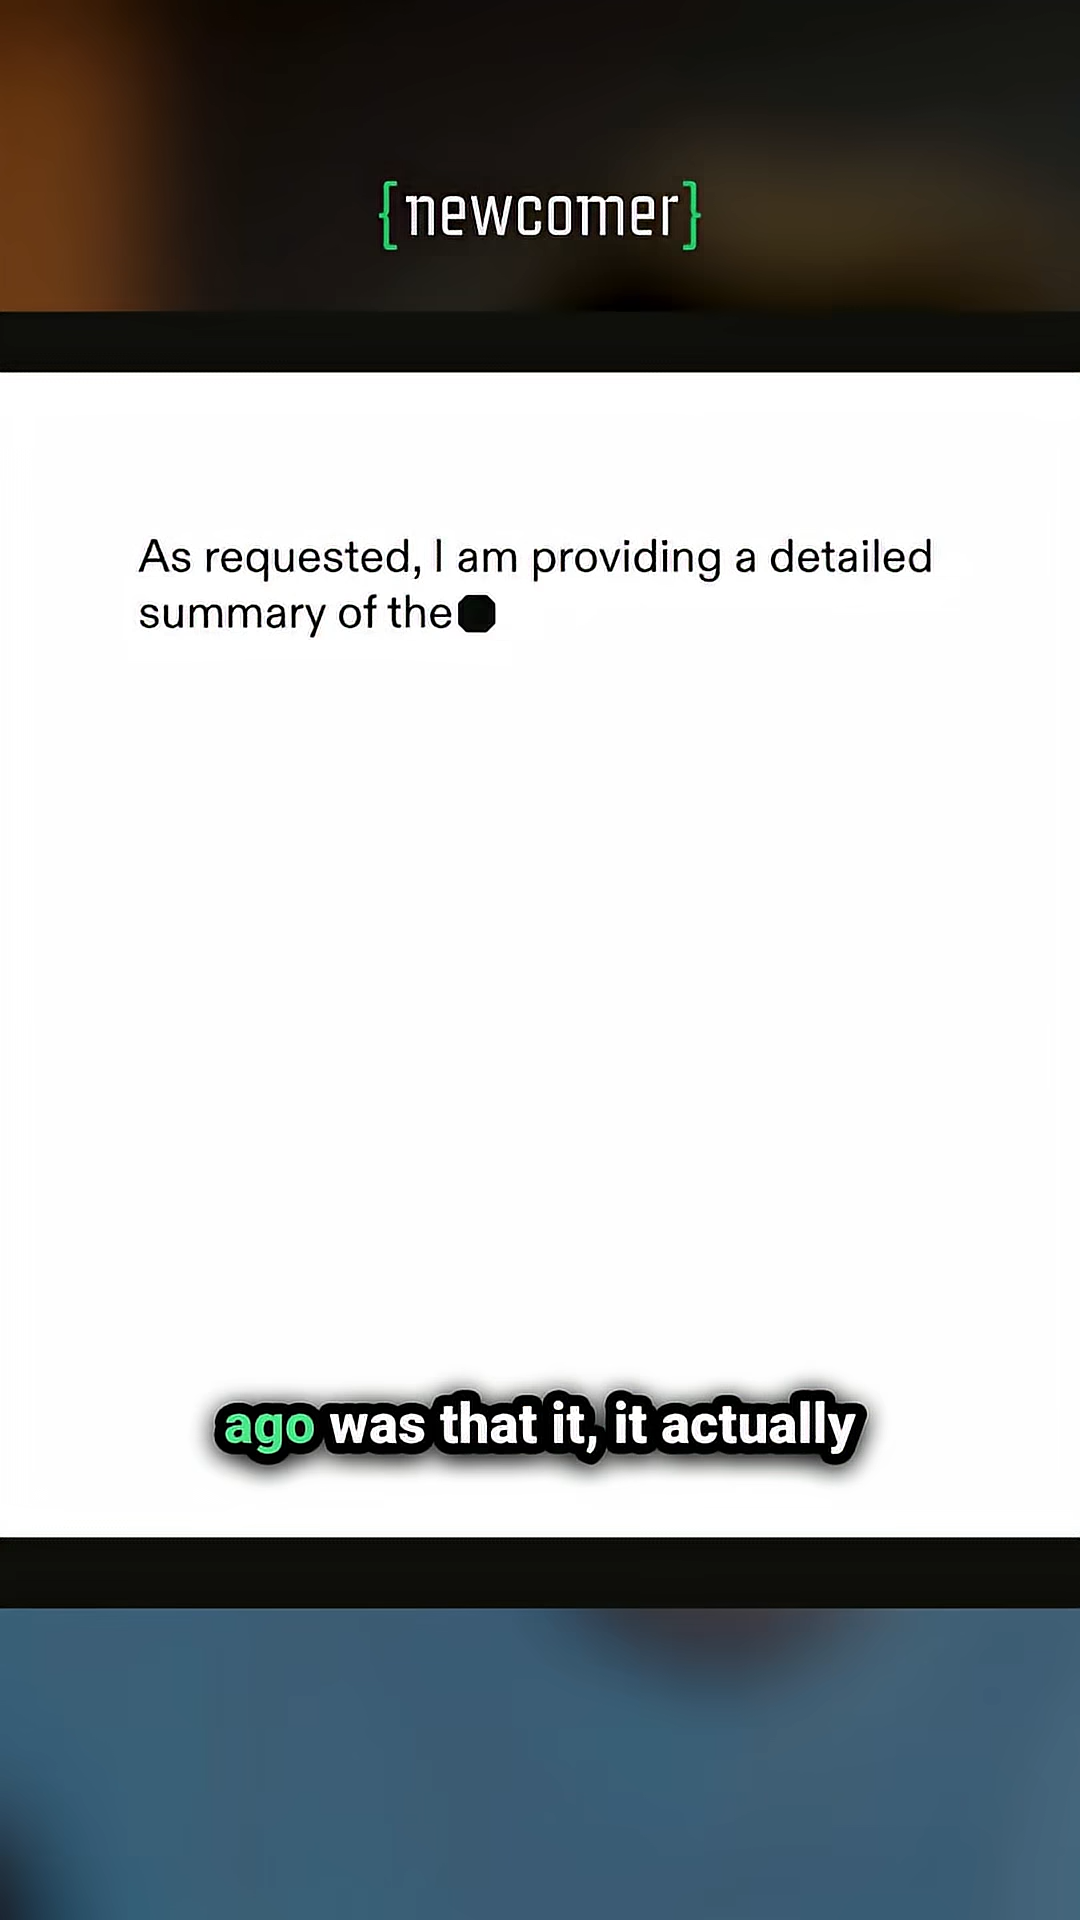 {newcomer}
As requested, I am providing a detailed
summary of the
ago was that it, it actually